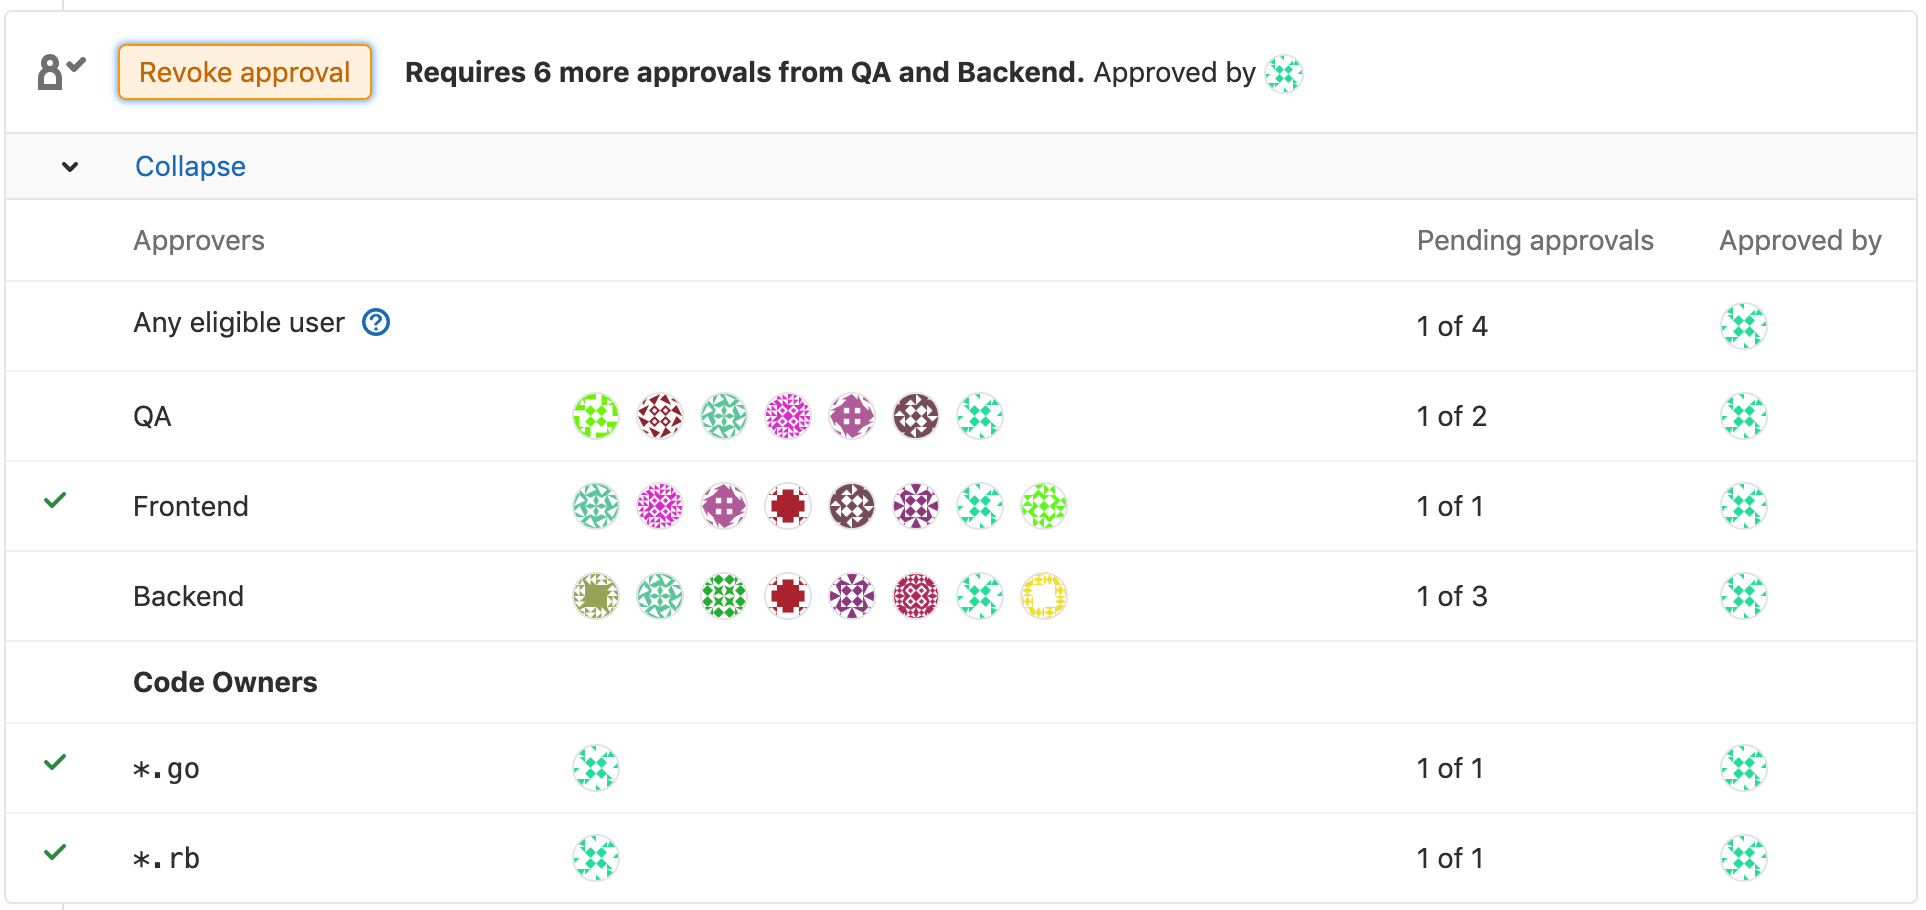 Revoke approval Requires 6 more approvals from QA and Backend. Approved by
Collapse
Approvers Pending approvals Approved by
Any eligible user ? 1 of 4
QA 1 of 2
Frontend 1 of 1
Backend 1 of 3
Code Owners
*.go 1 of 1
*.rb 1 of 1